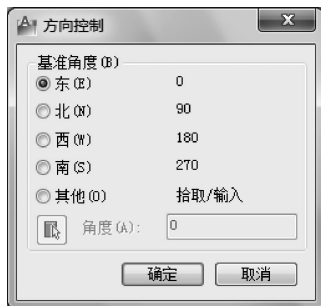 方向控制
基准角度(B)
东(E) 0
北(N) 90
西(W) 180
南(S) 270
其他(O) 拾取/输入
角度(A): 0
确定 取消